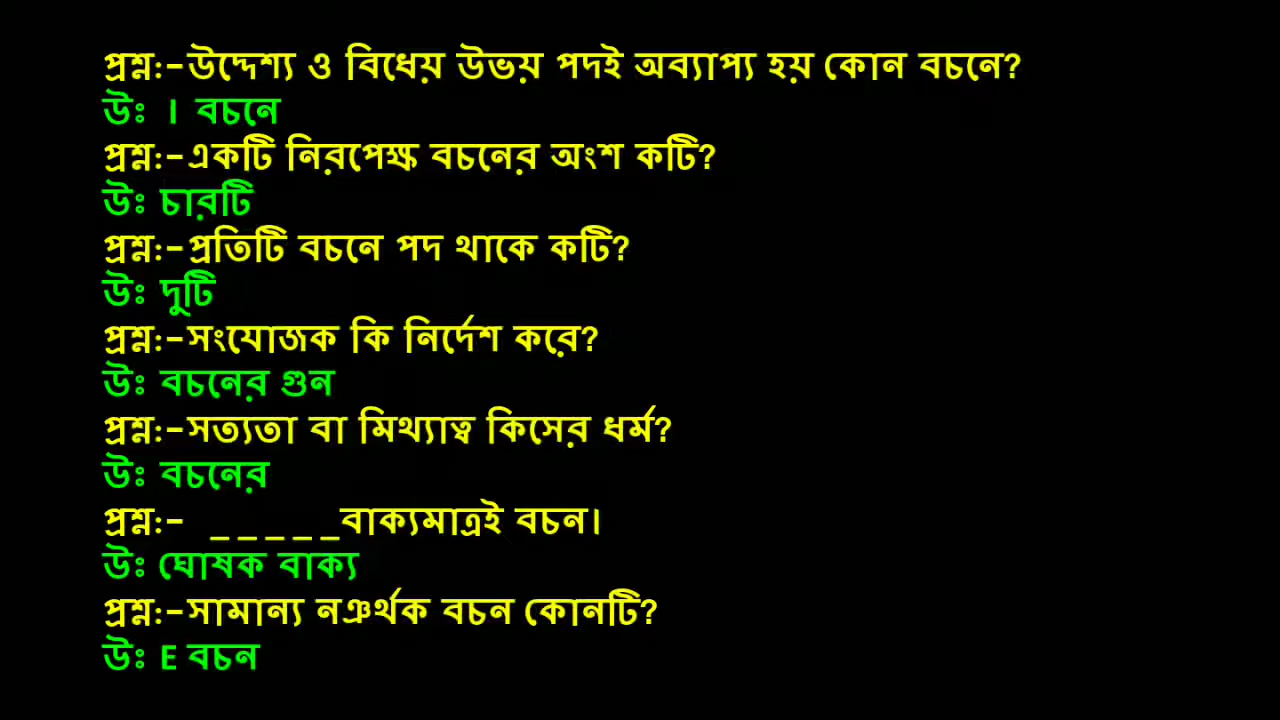 প্রশ্ন:-উদ্দেশ্য ও বিধেয় উভয় পদই অব্যাপ্য হয় কোন বচনে?
উঃ । বচনে
প্রশ্ন:-একটি নিরপেক্ষ বচনের অংশ কটি?
উঃ চারটি
প্রশ্ন:-প্রতিটি বচনে পদ থাকে কটি?
উঃ দুটি
প্রশ্ন:-সংযোজক কি নির্দেশ করে?
উঃ বচনের গুন
প্রশ্ন:-সত্যতা বা মিথ্যাত্ব কিসের ধর্ম?
উঃ বচনের
প্রশ্ন:- _ _ _ _ _বাক্যমাত্রই বচন।
উঃ ঘোষক বাক্য
প্রশ্ন:-সামান্য নঞর্থক বচন কোনটি?
উঃ E বচন